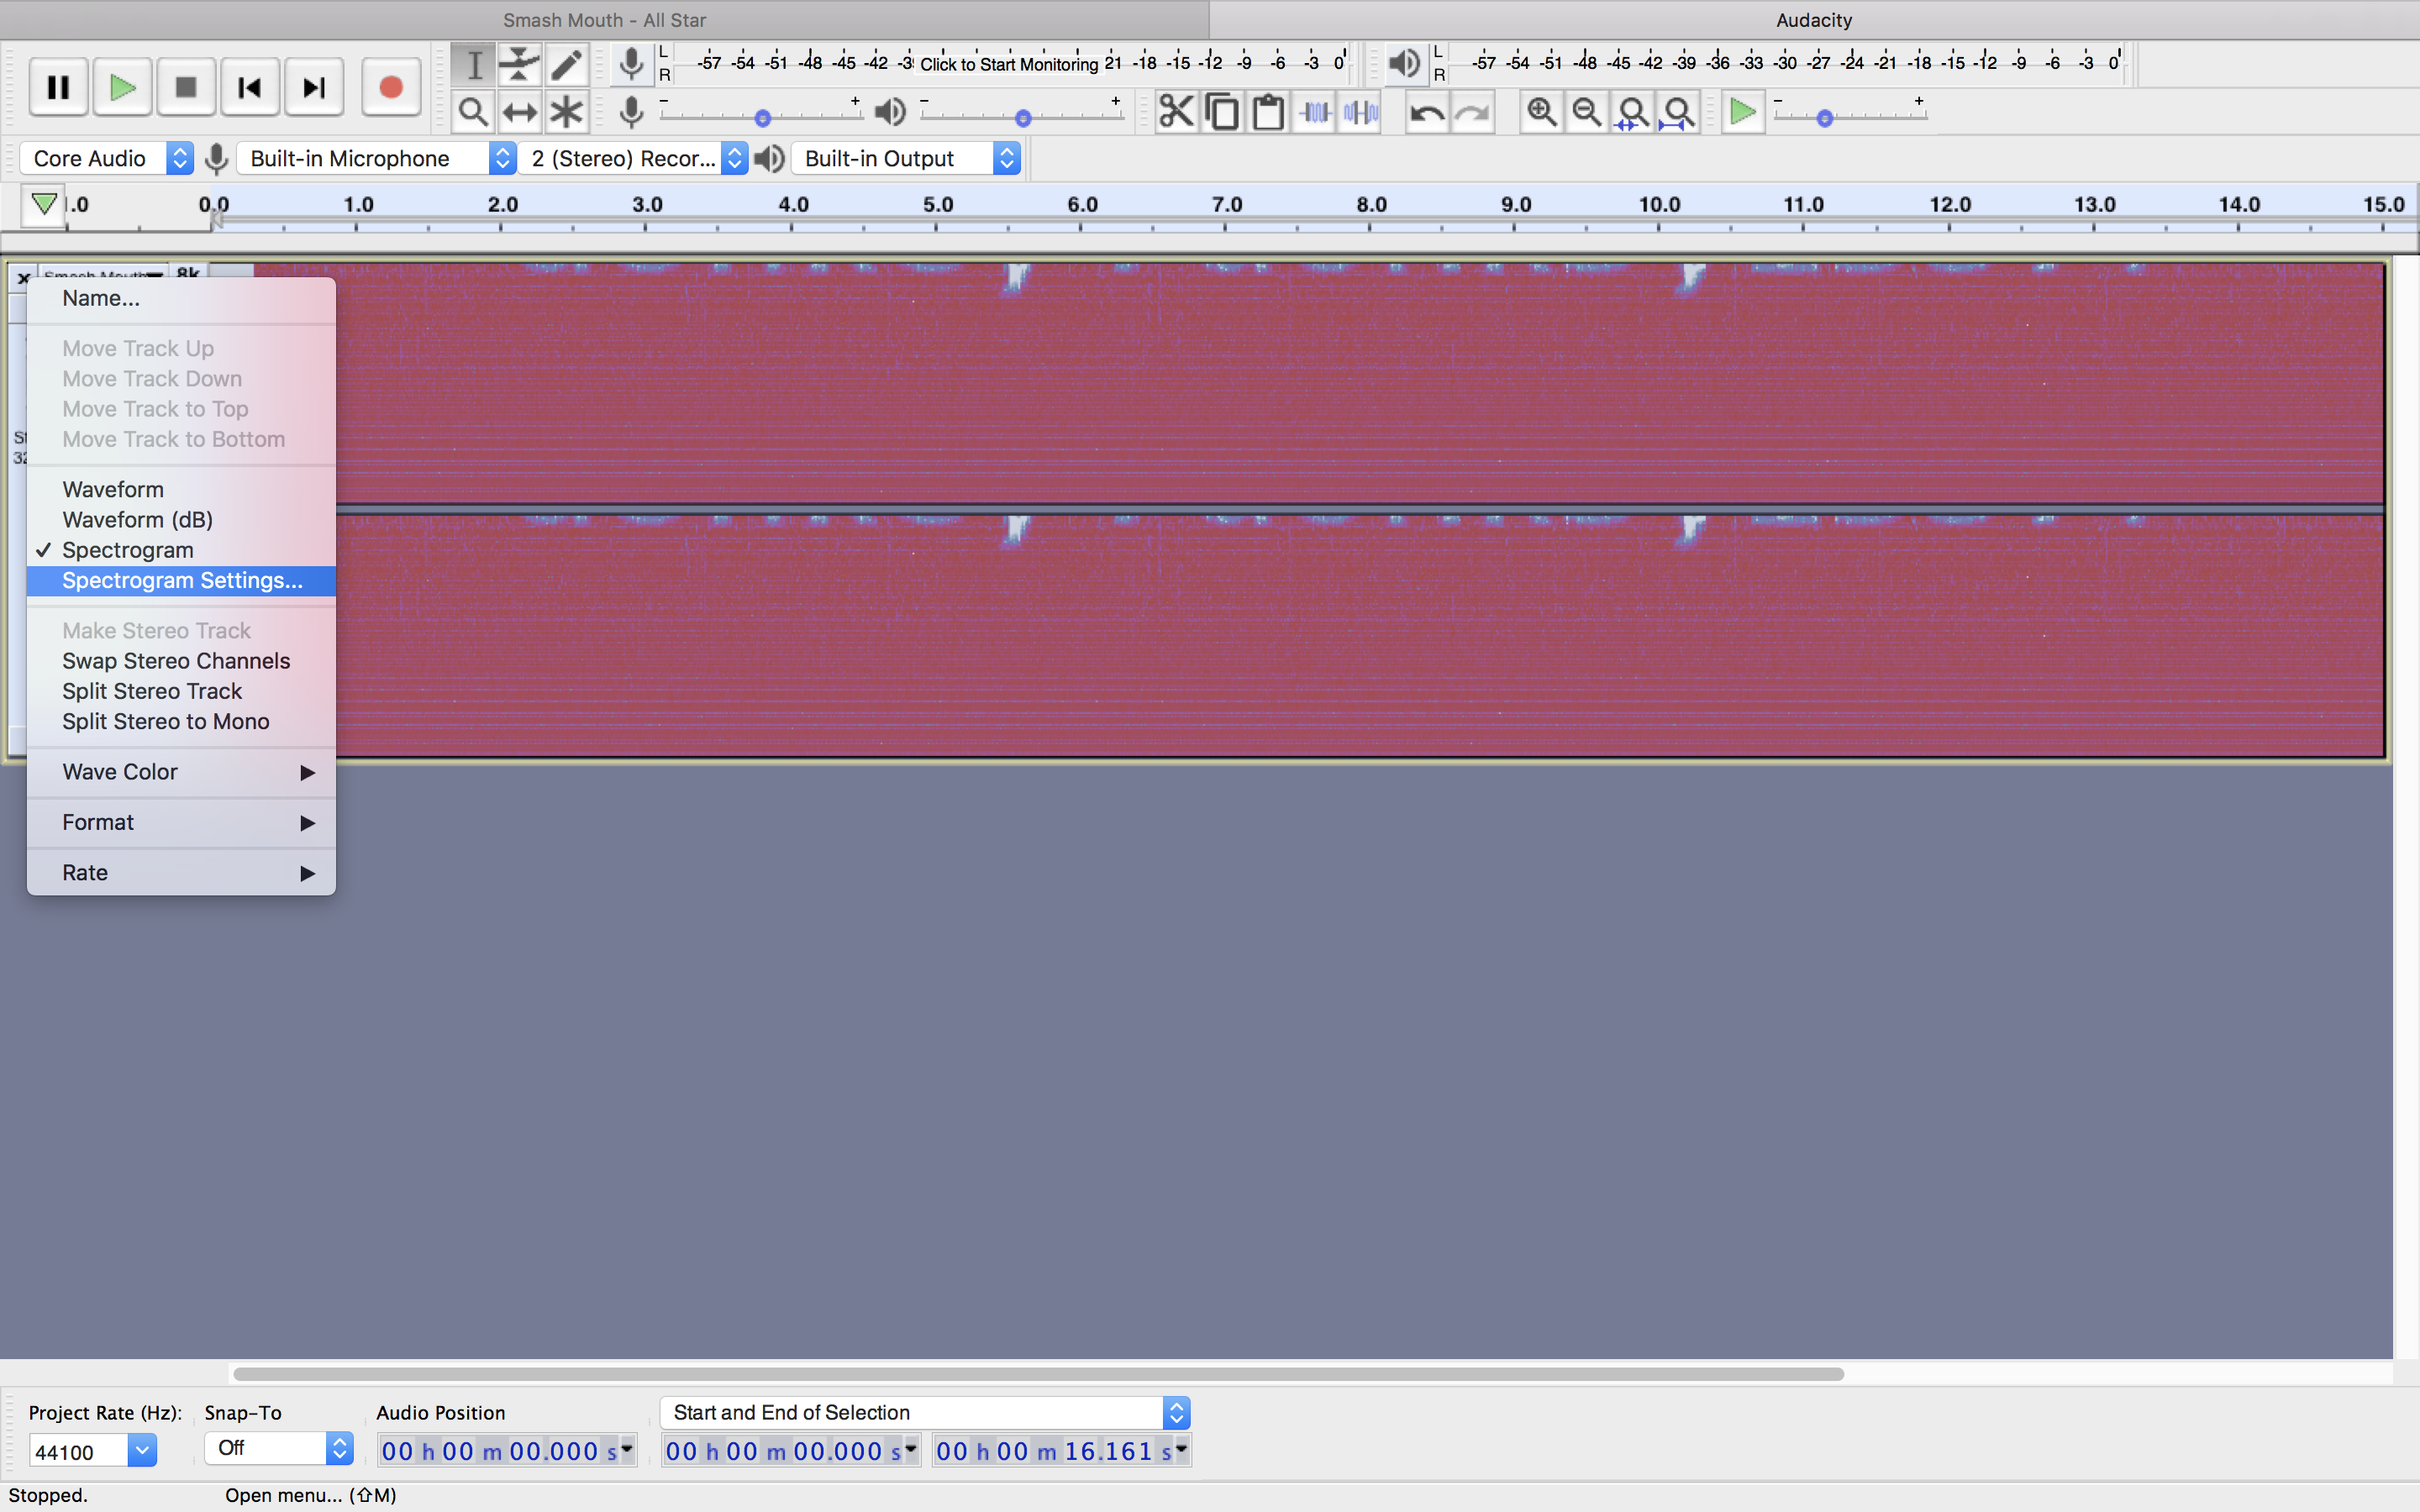 Smash Mouth - All Star
Audacity
L
R
-57 -54 -51 -48 -45 -42 Click to Start Monitoring 21 -18 -15 -12 -9 -6 -3 0
L
R
-57 -54 -51 -48 -45 -42 -39 -36 -33 -30 -27 -24 -21 -18 -15 -12 -9 -6 -3 0
- +
- +
- +
Core Audio
Built-in Microphone
2 (Stereo) Recor...
Built-in Output
1.0 0.0 1.0 2.0 3.0 4.0 5.0 6.0 7.0 8.0 9.0 10.0 11.0 12.0 13.0 14.0 15.0
x
8k
Name...
Move Track Up
Move Track Down
Move Track to Top
Move Track to Bottom
Waveform
Waveform (dB)
✓ Spectrogram
Spectrogram Settings...
Make Stereo Track
Swap Stereo Channels
Split Stereo Track
Split Stereo to Mono
Wave Color
Format
Rate
Project Rate (Hz):
Snap-To
Audio Position
Start and End of Selection
44100
Off
00 h 00 m 00.000 s
00 h 00 m 00.000 s
00 h 00 m 16.161 s
Stopped.
Open menu... (⇧M)